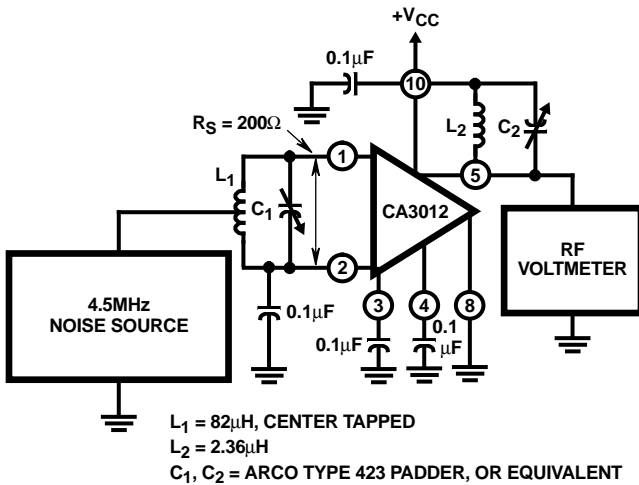 +VCC
0.1μF
10
RS = 200Ω
1
L2
C2
L1
5
C1
CA3012
2
RF
VOLTMETER
4.5MHz
NOISE SOURCE
0.1μF
3
4
8
0.1μF
0.1
μF
L1 = 82μH, CENTER TAPPED
L2 = 2.36μH
C1, C2 = ARCO TYPE 423 PADDER, OR EQUIVALENT